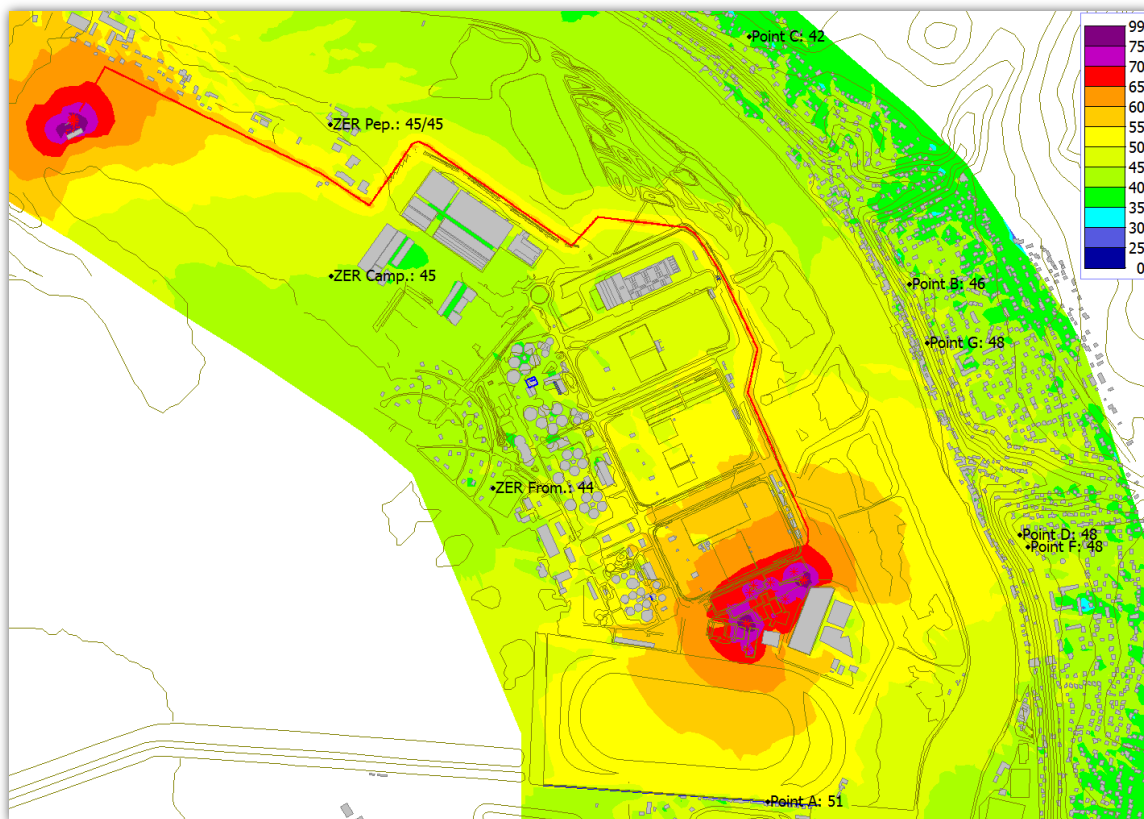 Point C: 42
99
75
70
65
60
55
50
45
40
35
30
25
0
ZER Pep.: 45/45
ZER Camp.: 45
Point B: 46
Point G: 48
ZER From.: 44
Point D: 48
Point F: 48
Point A: 51